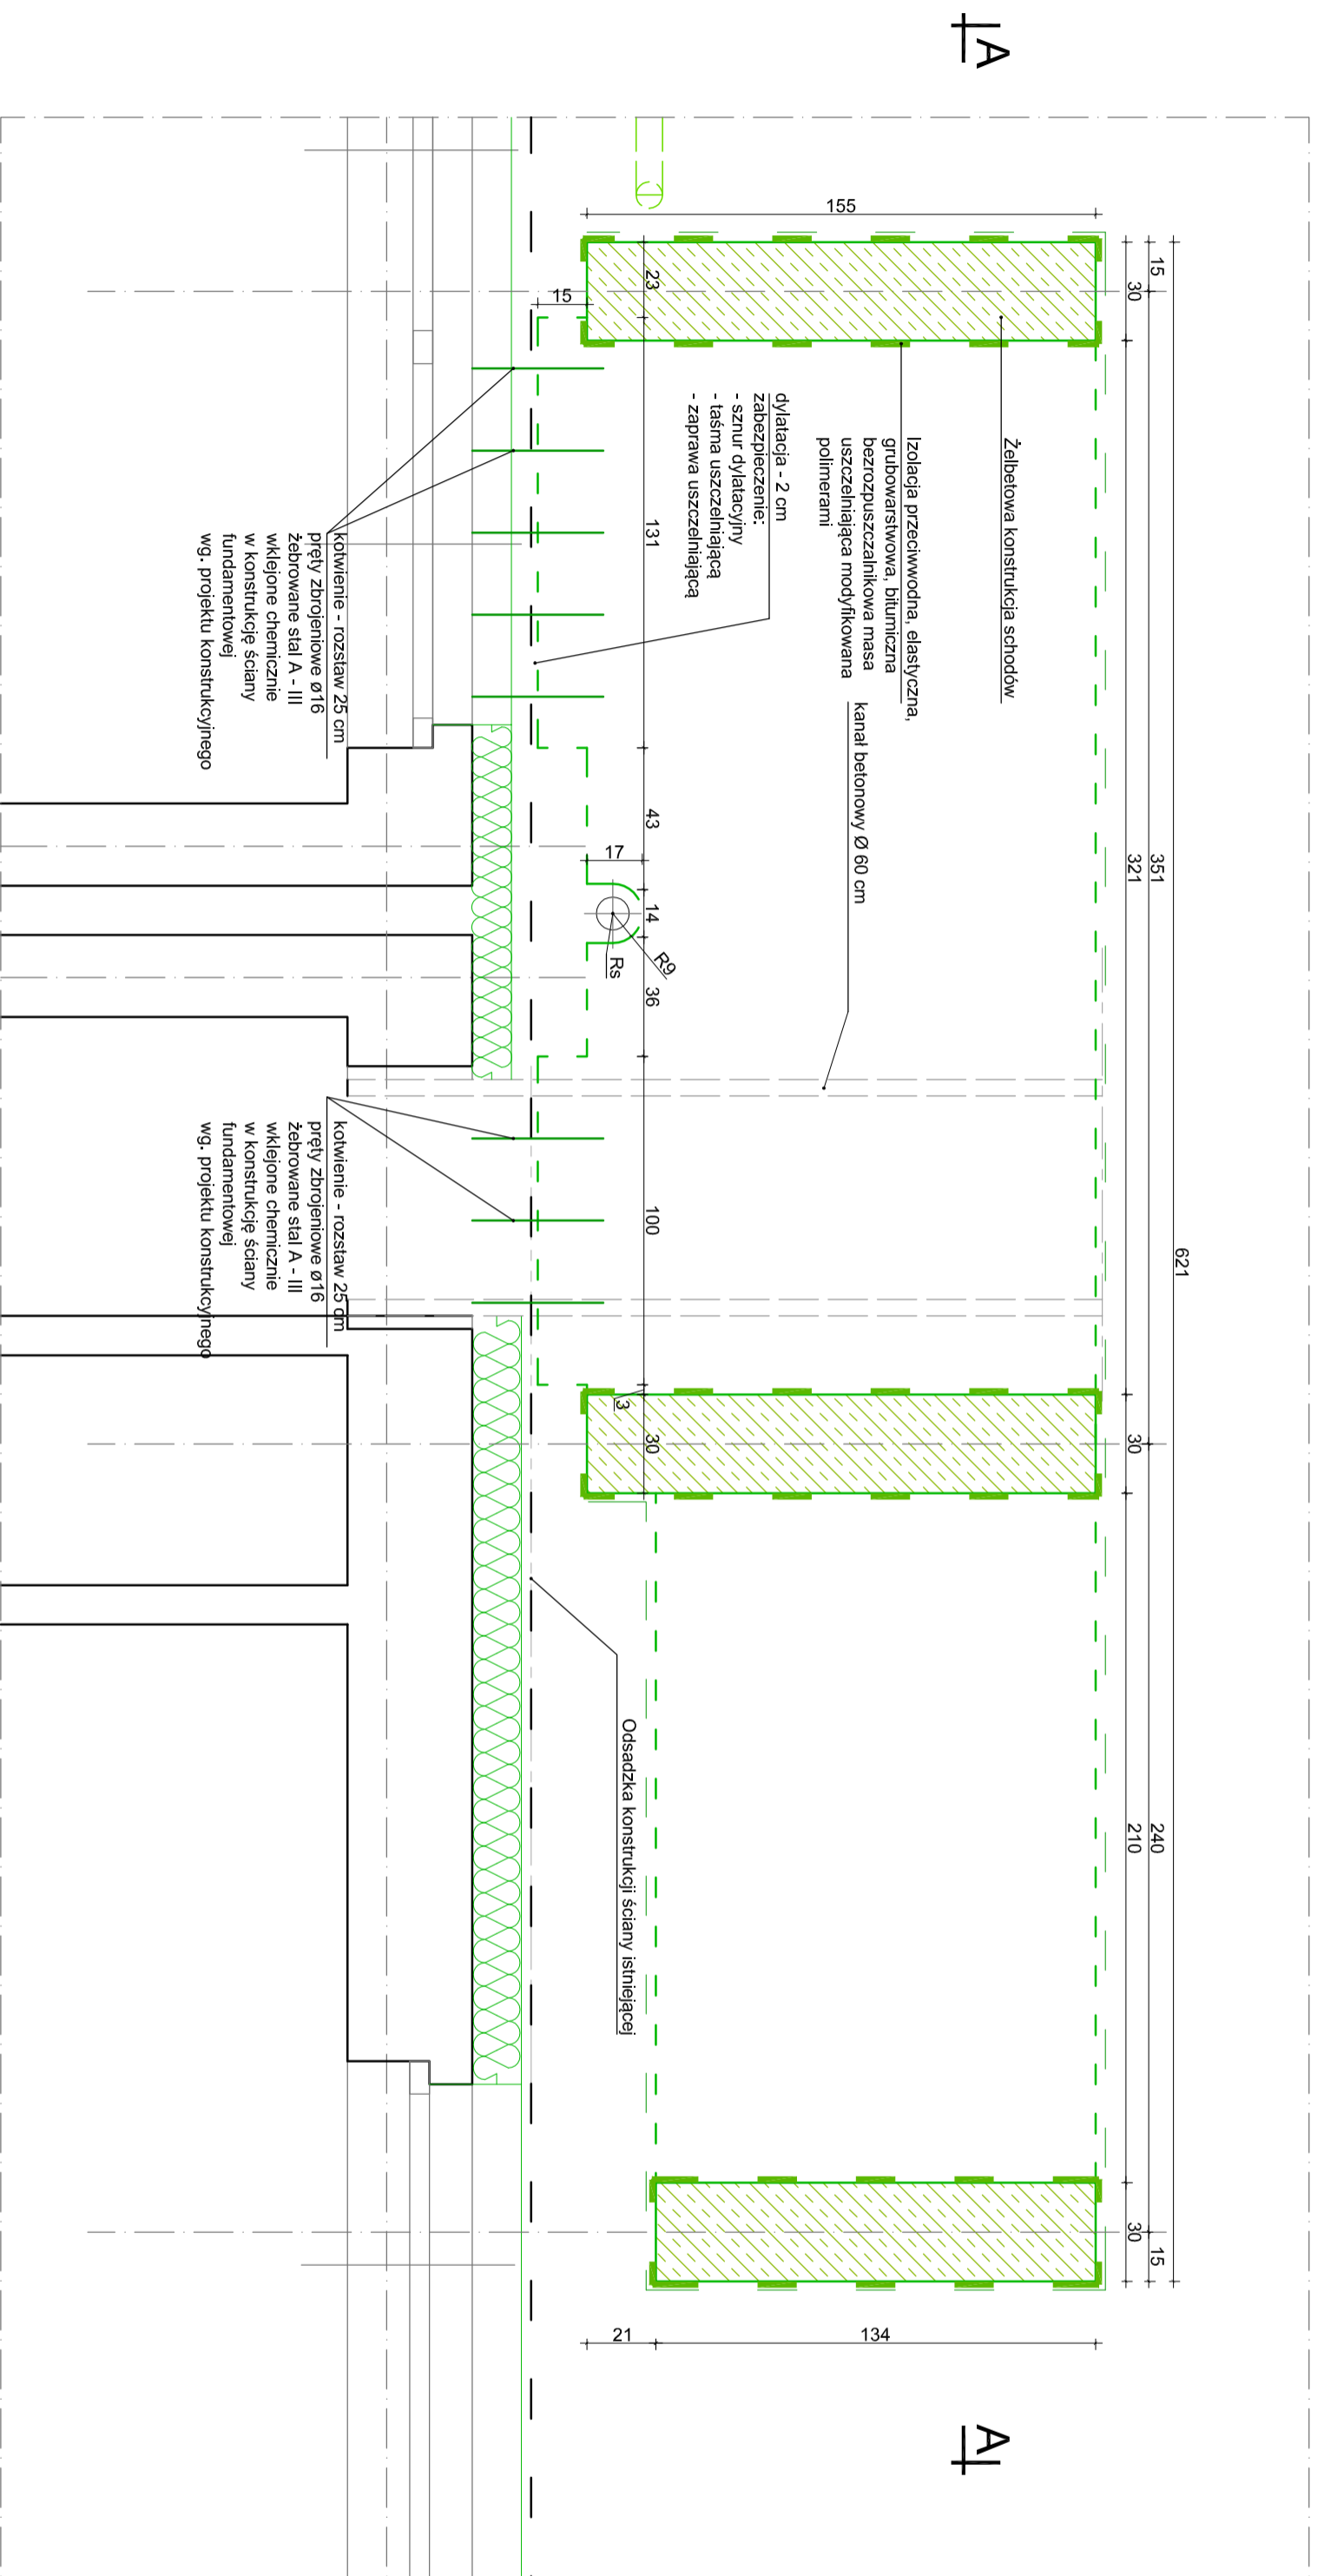 A
A
621
15
351
240
15
30
321
30
210
30
155
134
21
Żelbetowa konstrukcja schodów
Izolacja przeciwwodna, elastyczna,
grubowarstwowa, bitumiczna
bezrozpuszczalnikowa masa
uszczelniająca modyfikowana
polimerami
kanał betonowy Ø 60 cm
dylatacja - 2 cm
zabezpieczenie:
- sznur dylatacyjny
- taśma uszczelniającą
- zaprawa uszczelniającą
23
131
43
14
36
100
30
3
15
17
R9
Rs
Odsadzka konstrukcji ściany istniejącej
kotwienie - rozstaw 25 cm
pręty zbrojeniowe ø16
żebrowane stal A - III
wklejone chemicznie
w konstrukcję ściany
fundamentowej
wg. projektu konstrukcyjnego
kotwienie - rozstaw 25 cm
pręty zbrojeniowe ø16
żebrowane stal A - III
wklejone chemicznie
w konstrukcję ściany
fundamentowej
wg. projektu konstrukcyjnego